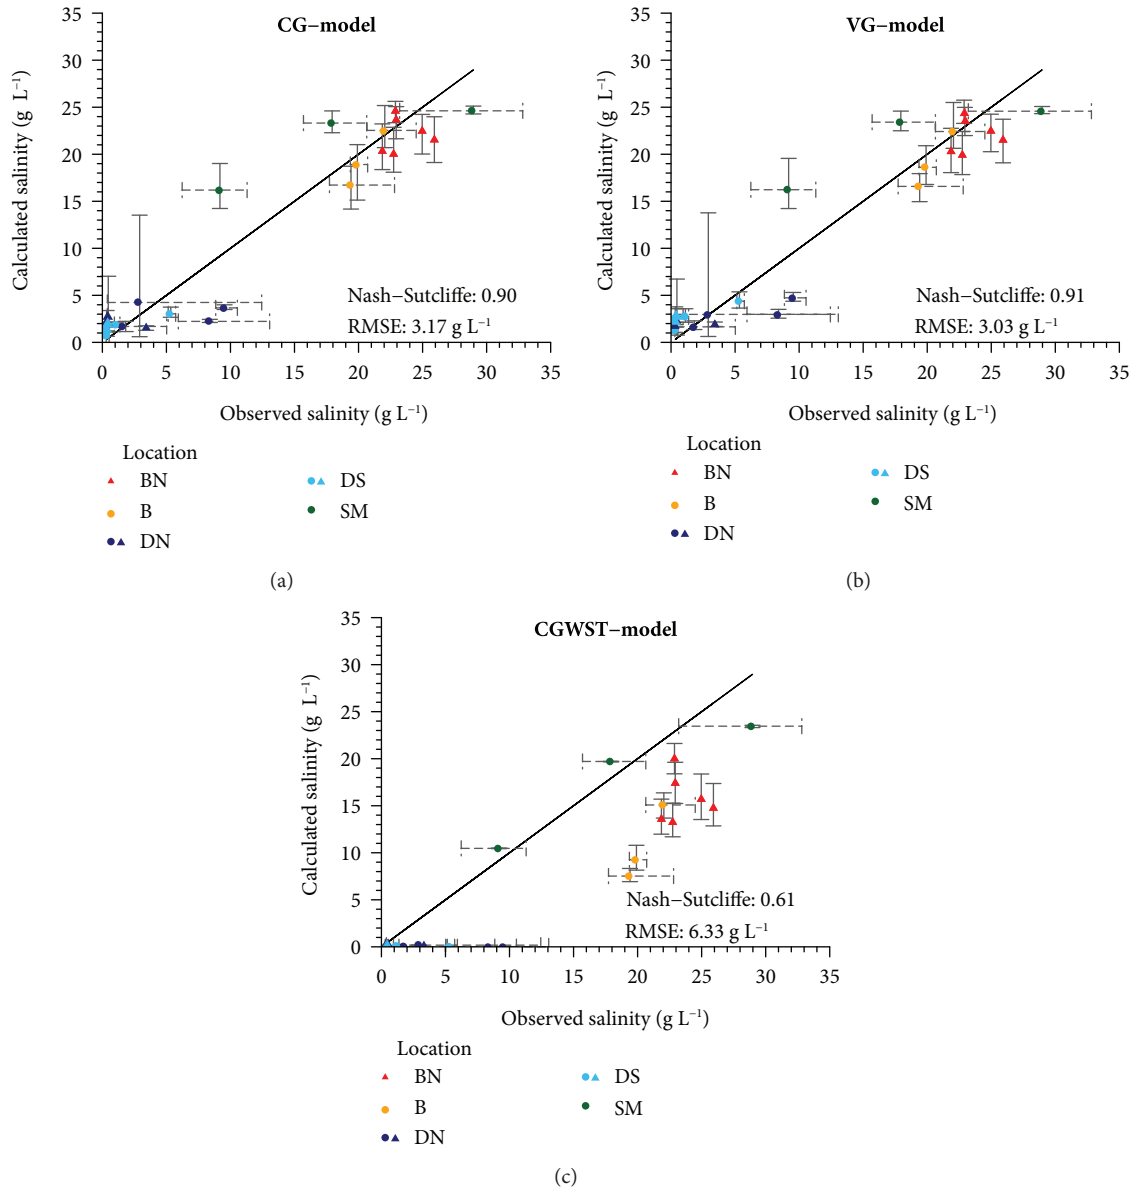 CG−model
Calculated salinity (g L⁻¹)
35
30
25
20
15
10
5
0
Nash−Sutcliffe: 0.90
RMSE: 3.17 g L⁻¹
0 5 10 15 20 25 30 35
Observed salinity (g L⁻¹)
Location
BN
B
DN
DS
SM
(a)
VG−model
Calculated salinity (g L⁻¹)
35
30
25
20
15
10
5
0
Nash−Sutcliffe: 0.91
RMSE: 3.03 g L⁻¹
0 5 10 15 20 25 30 35
Observed salinity (g L⁻¹)
Location
BN
B
DN
DS
SM
(b)
CGWST−model
Calculated salinity (g L⁻¹)
35
30
25
20
15
10
5
0
Nash−Sutcliffe: 0.61
RMSE: 6.33 g L⁻¹
0 5 10 15 20 25 30 35
Observed salinity (g L⁻¹)
Location
BN
B
DN
DS
SM
(c)